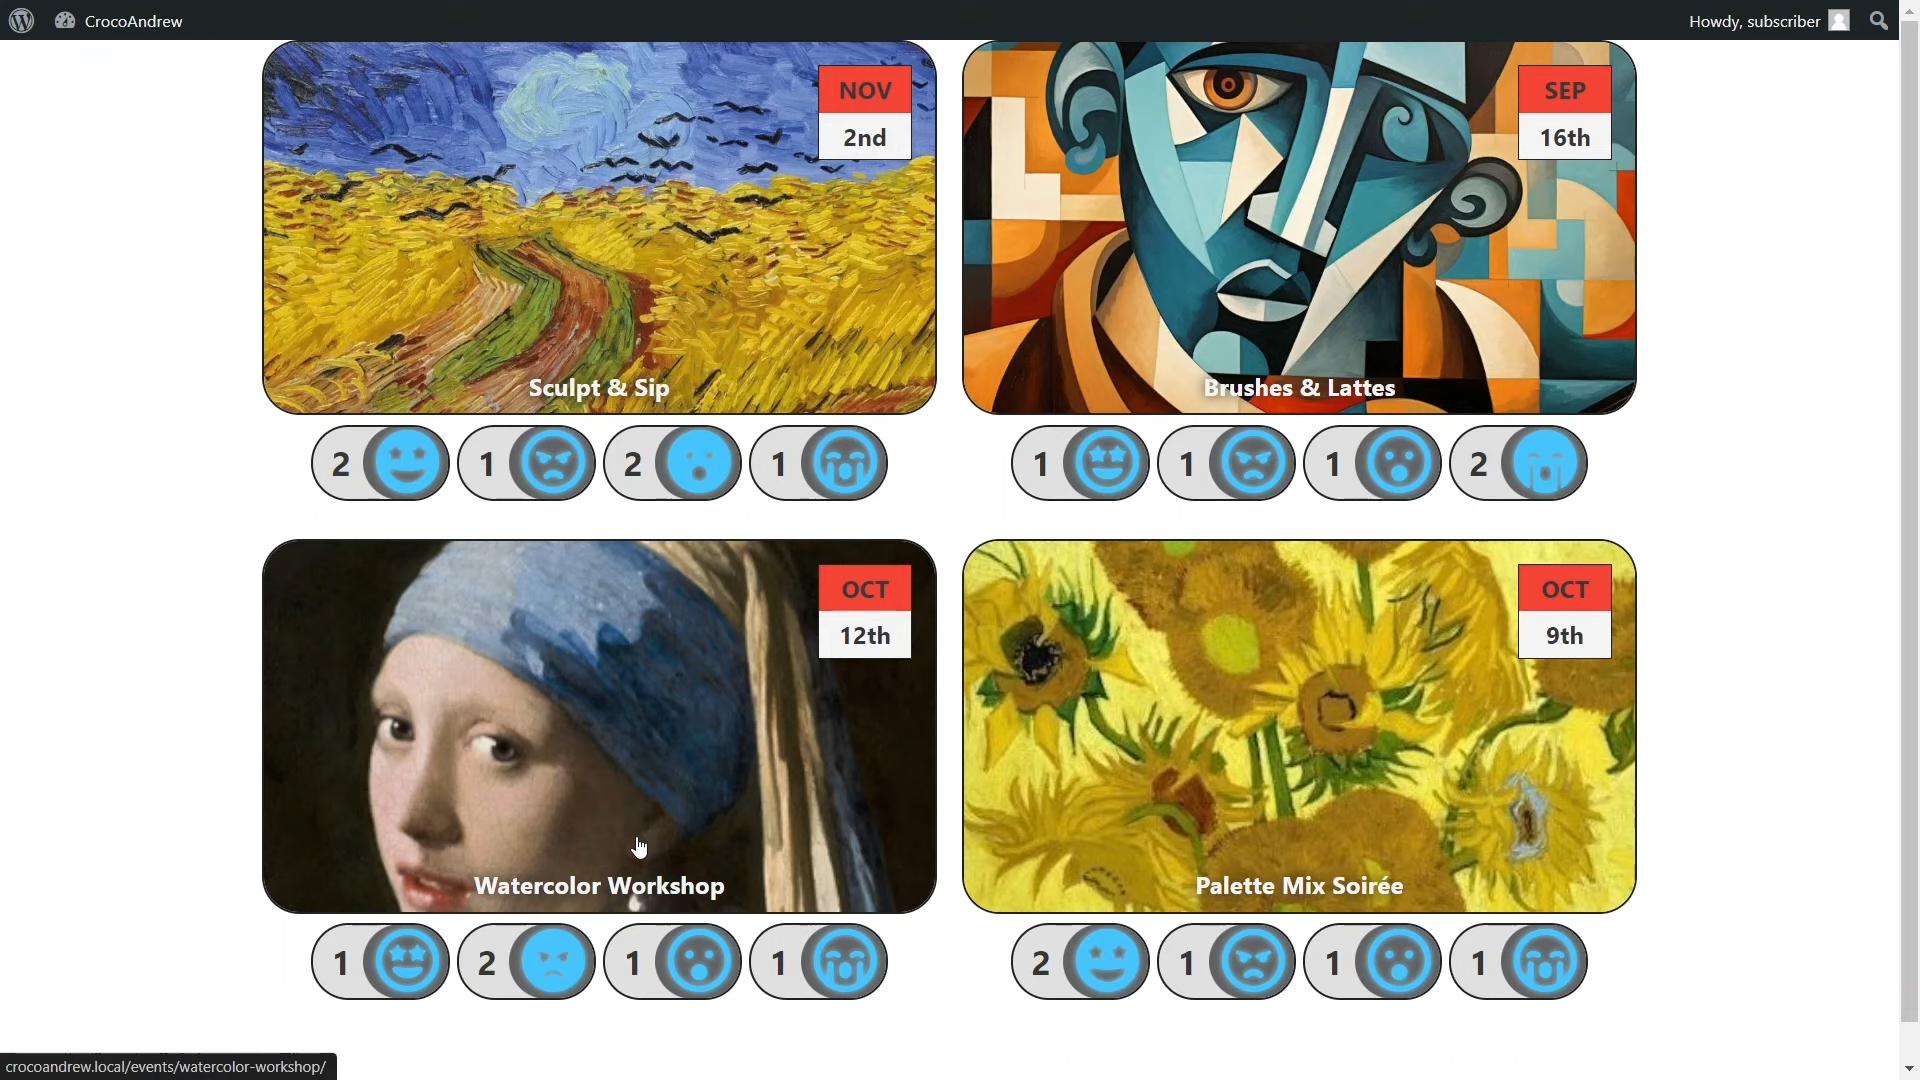 CrocoAndrew
Howdy, subscriber
NOV
2nd
Sculpt & Sip
SEP
16th
Brushes & Lattes
2 1 2 1
1 1 1 2
OCT
12th
Watercolor Workshop
OCT
9th
Palette Mix Soirée
1 2 1 1
2 1 1 1
crocoandrew.local/events/watercolor-workshop/